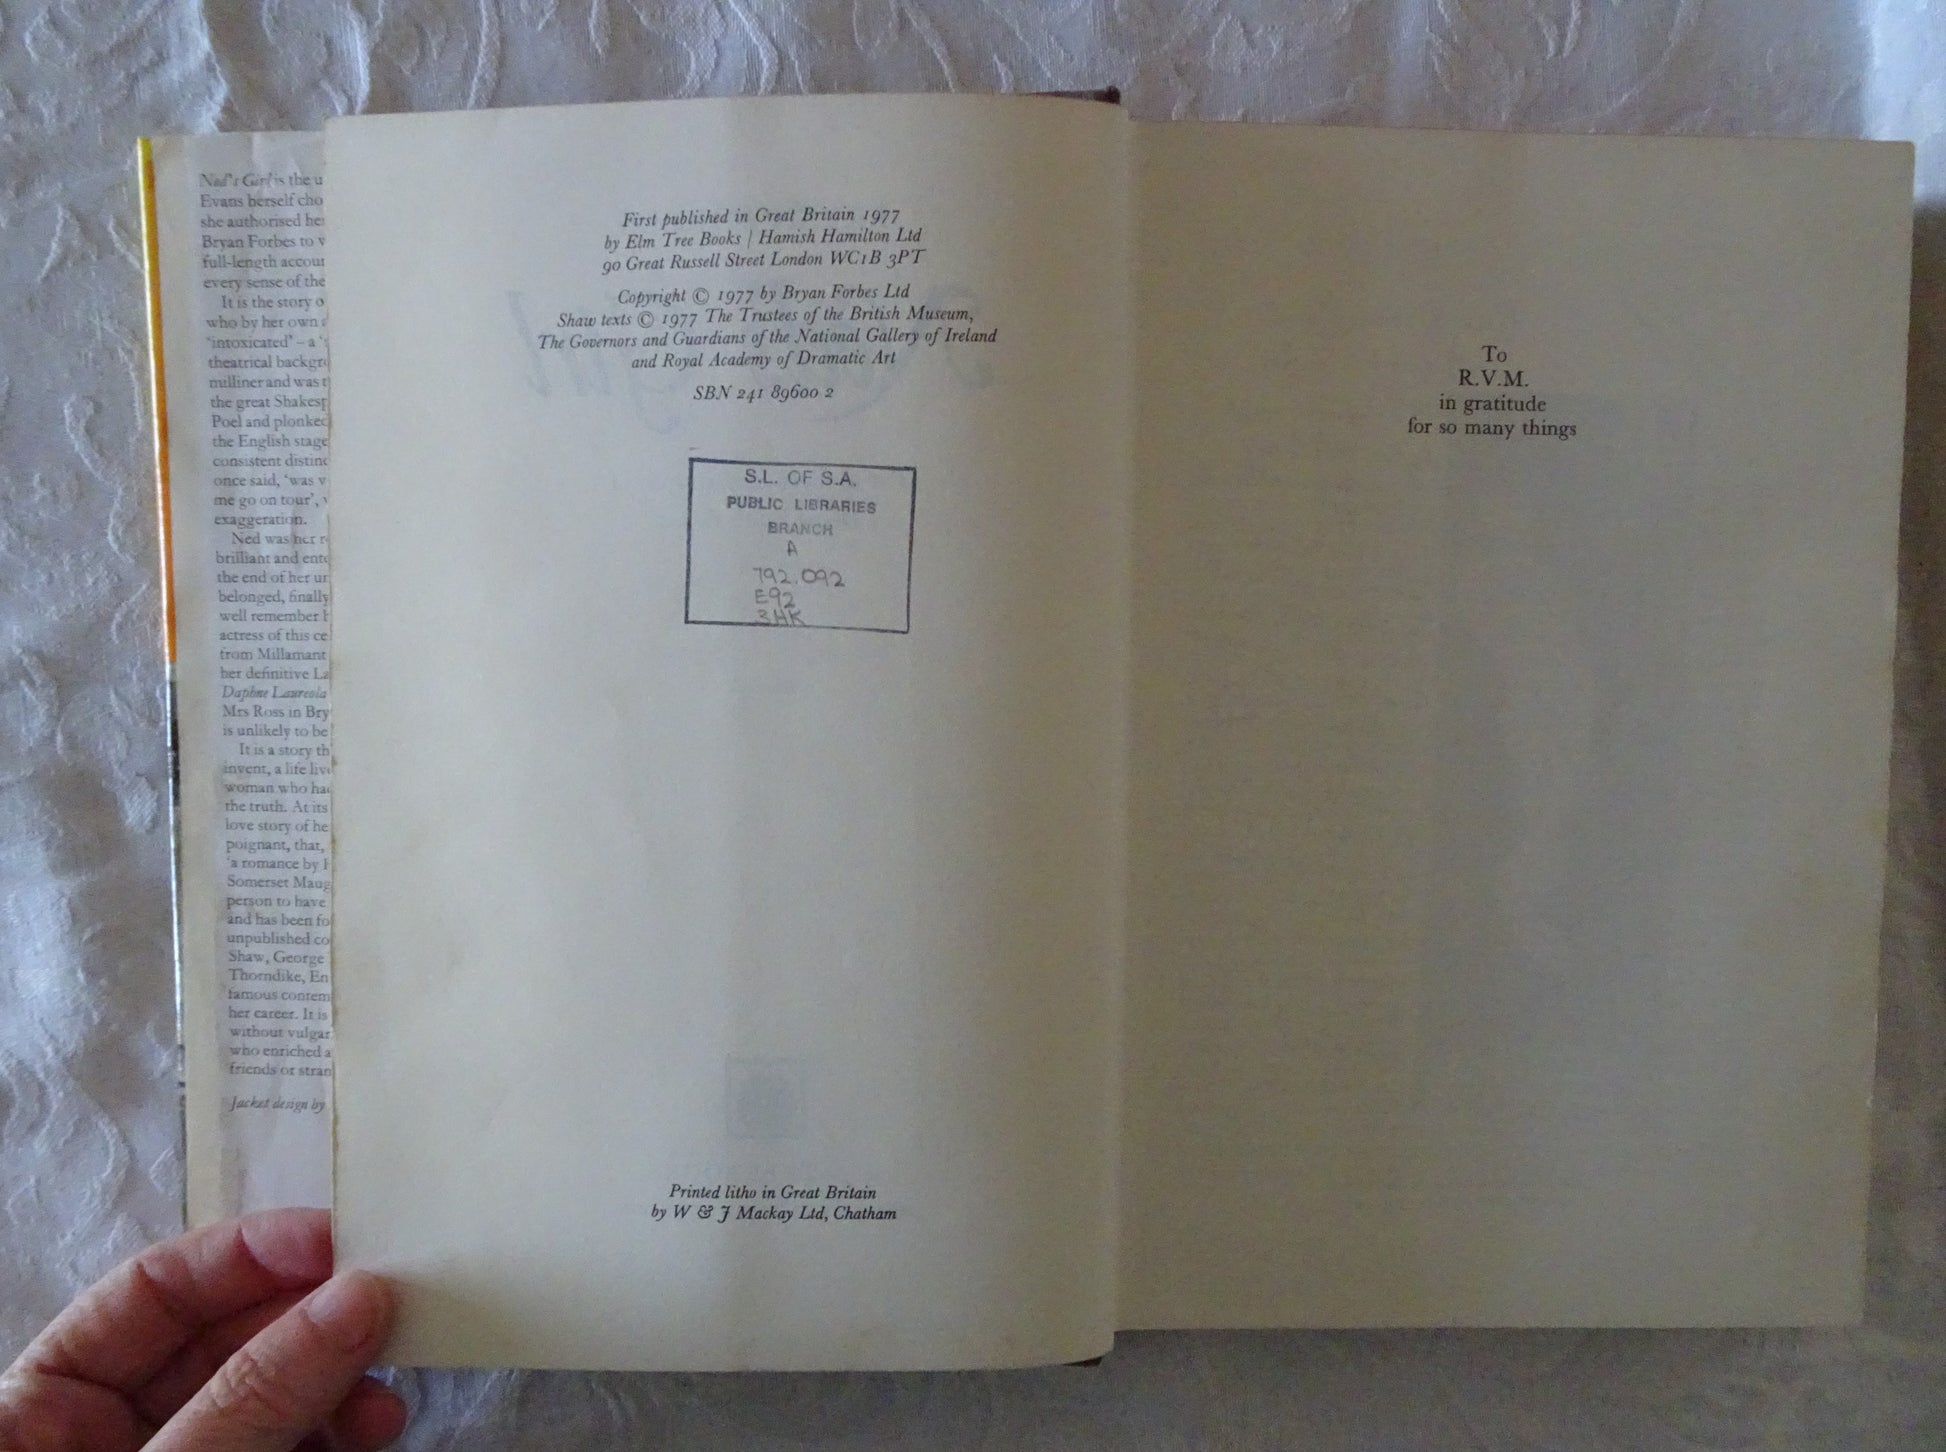 Ned's Girl is the u
Evans herself cho
she authorised her
Bryan Forbes to v
full-length accour
every sense of the
It is the story o
who by her own
'intoxicated' – a
theatrical backgr
milliner and was t
the great Shakesp
Poel and plonked
the English stage
consistent distinc
once said, 'was v
me go on tour',
exaggeration.
Ned was her r
brilliant and ente
the end of her ur
belonged, finally
well remember h
actress of this ce
from Millamant
her definitive La
Daphne Laureola
Mrs Ross in Bry
is unlikely to be
It is a story th
invent, a life live
woman who had
the truth. At its
love story of he
poignant, that,
'a romance by H
Somerset Maug
person to have
and has been fo
unpublished co
Shaw, George
Thorndike, En
famous contem
her career. It is
without vulgar
who enriched a
friends or stran
Jacket design by
First published in Great Britain 1977
by Elm Tree Books | Hamish Hamilton Ltd
90 Great Russell Street London WC1B 3PT
Copyright © 1977 by Bryan Forbes Ltd
Shaw texts © 1977 The Trustees of the British Museum,
The Governors and Guardians of the National Gallery of Ireland
and Royal Academy of Dramatic Art
SBN 241 89600 2
S.L. OF S.A.
PUBLIC LIBRARIES
BRANCH
A
792.092
E92
3HK
Printed litho in Great Britain
by W & J Mackay Ltd, Chatham
To
R.V.M.
in gratitude
for so many things